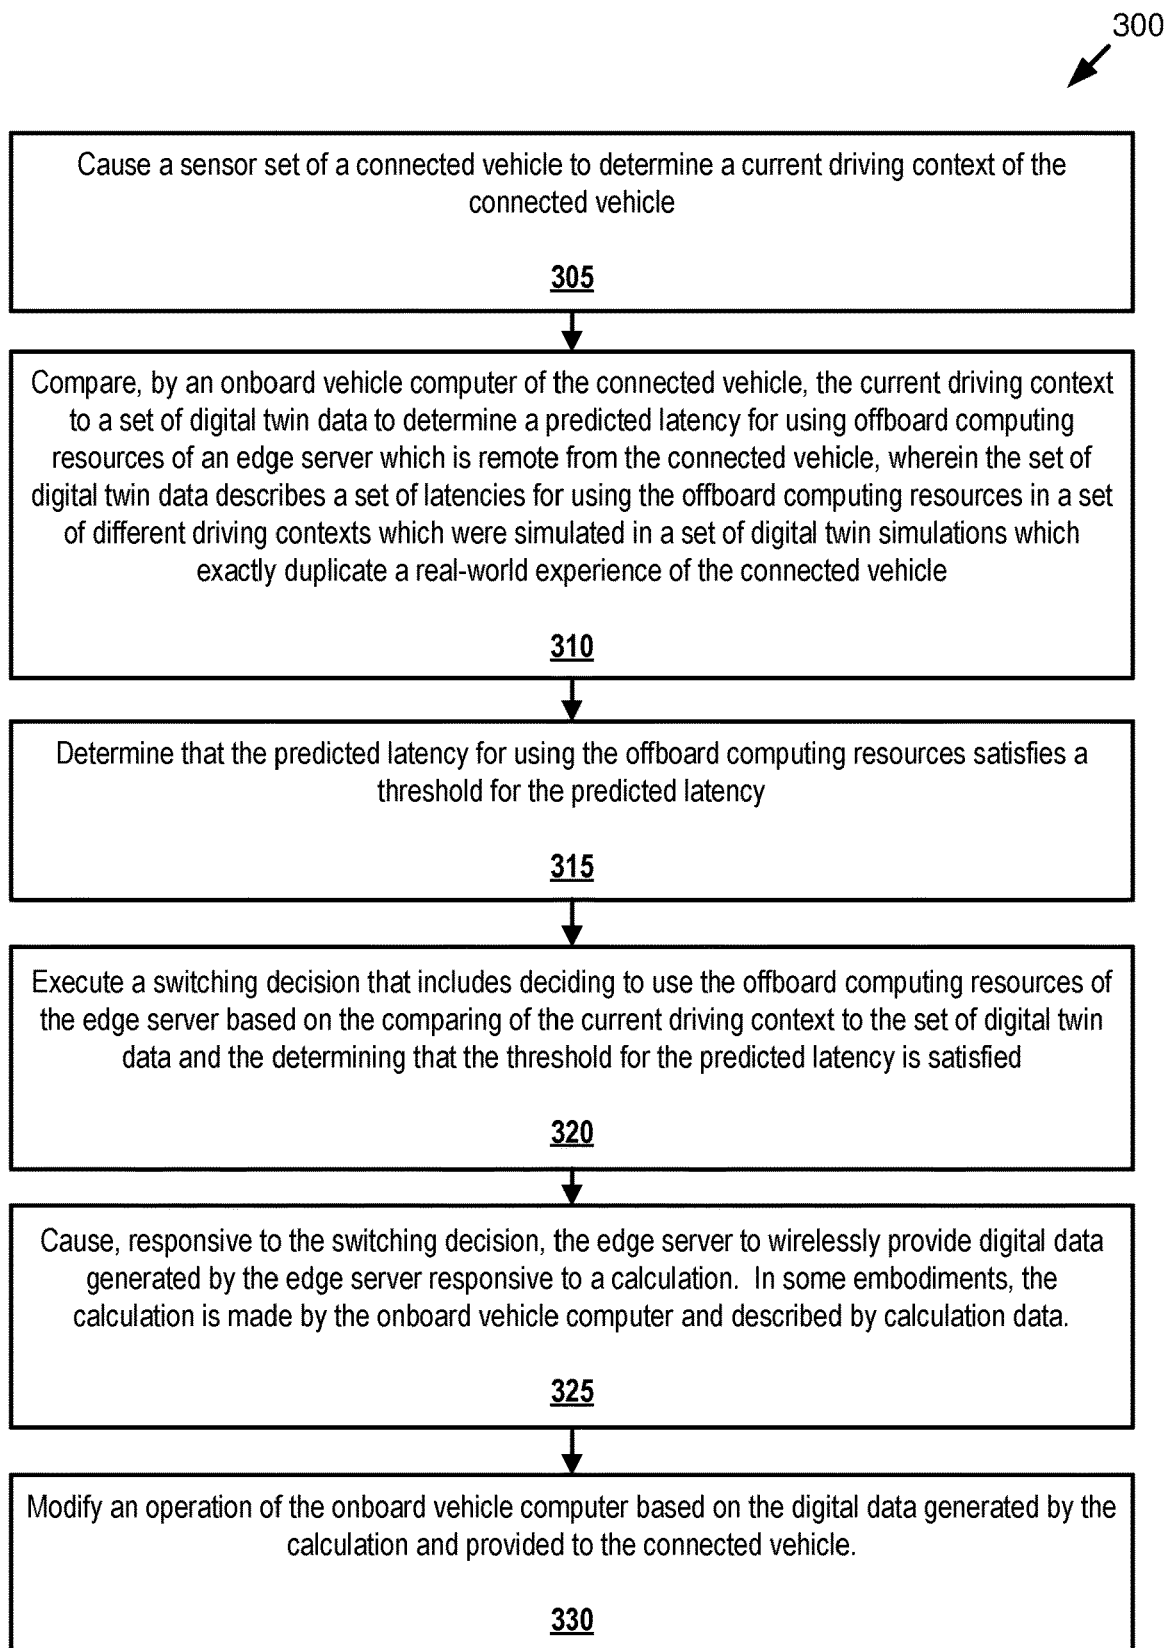 300
Cause a sensor set of a connected vehicle to determine a current driving context of the
connected vehicle
305
Compare, by an onboard vehicle computer of the connected vehicle, the current driving context
to a set of digital twin data to determine a predicted latency for using offboard computing
resources of an edge server which is remote from the connected vehicle, wherein the set of
digital twin data describes a set of latencies for using the offboard computing resources in a set
of different driving contexts which were simulated in a set of digital twin simulations which
exactly duplicate a real-world experience of the connected vehicle
310
Determine that the predicted latency for using the offboard computing resources satisfies a
threshold for the predicted latency
315
Execute a switching decision that includes deciding to use the offboard computing resources of
the edge server based on the comparing of the current driving context to the set of digital twin
data and the determining that the threshold for the predicted latency is satisfied
320
Cause, responsive to the switching decision, the edge server to wirelessly provide digital data
generated by the edge server responsive to a calculation.  In some embodiments, the
calculation is made by the onboard vehicle computer and described by calculation data.
325
Modify an operation of the onboard vehicle computer based on the digital data generated by the
calculation and provided to the connected vehicle.
330